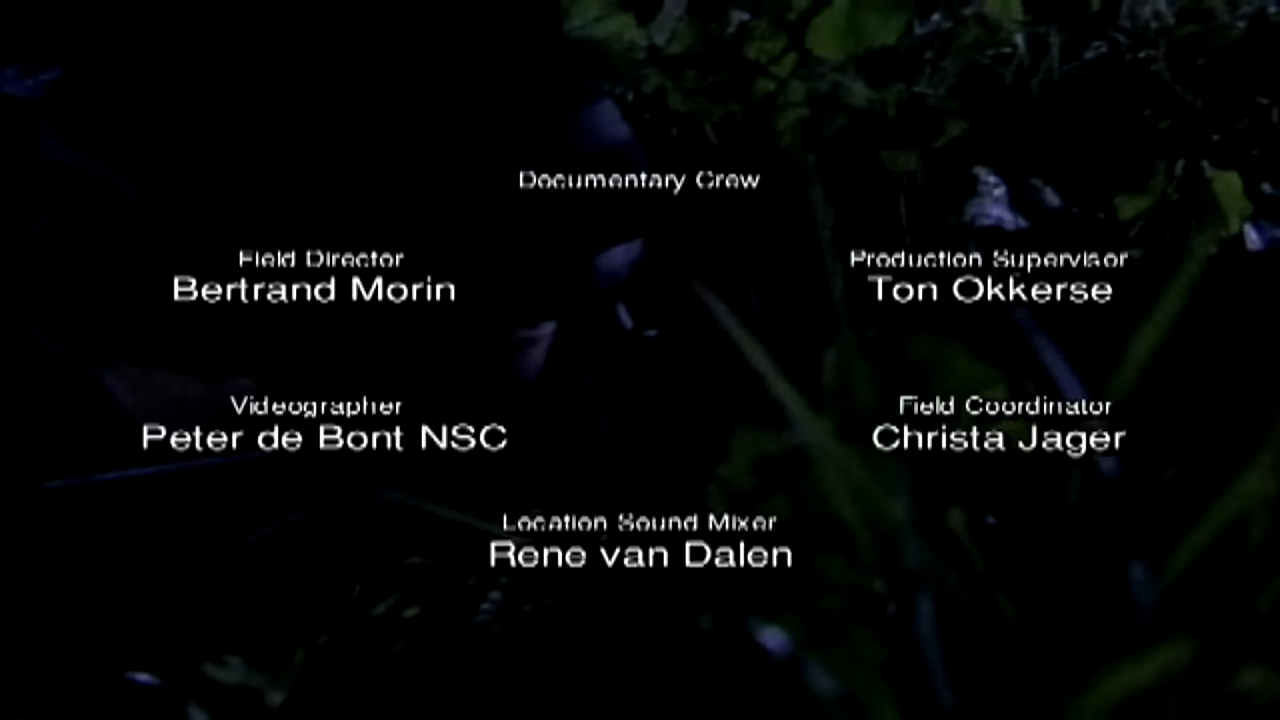 Documentary Crew
Field Director
Bertrand Morin
Production Supervisor
Ton Okkerse
Videographer
Peter de Bont NSC
Field Coordinator
Christa Jager
Location Sound Mixer
Rene van Dalen